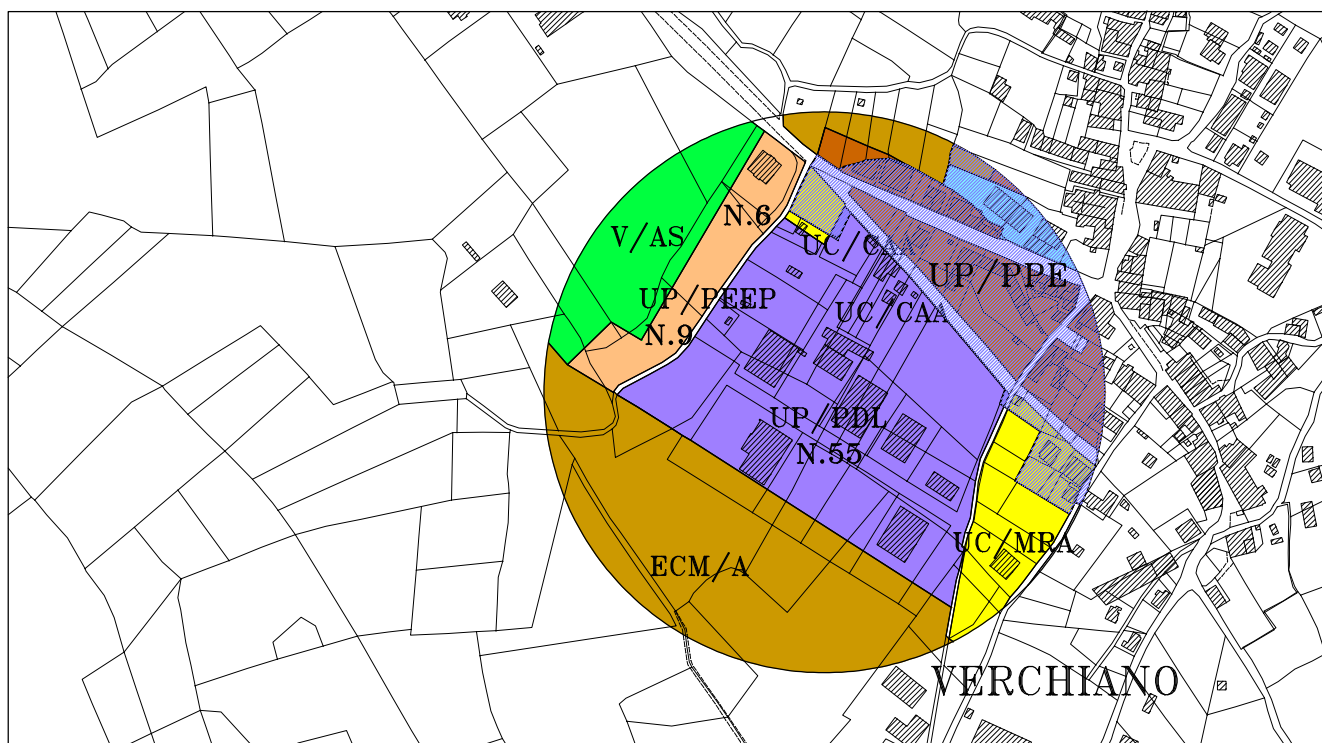 N.6
V/AS
UC/CAA
UP/PPE
UP/PEEP
N.9
UC/CAA
UP/PDL
N.55
UC/MRA
ECM/A
VERCHIANO